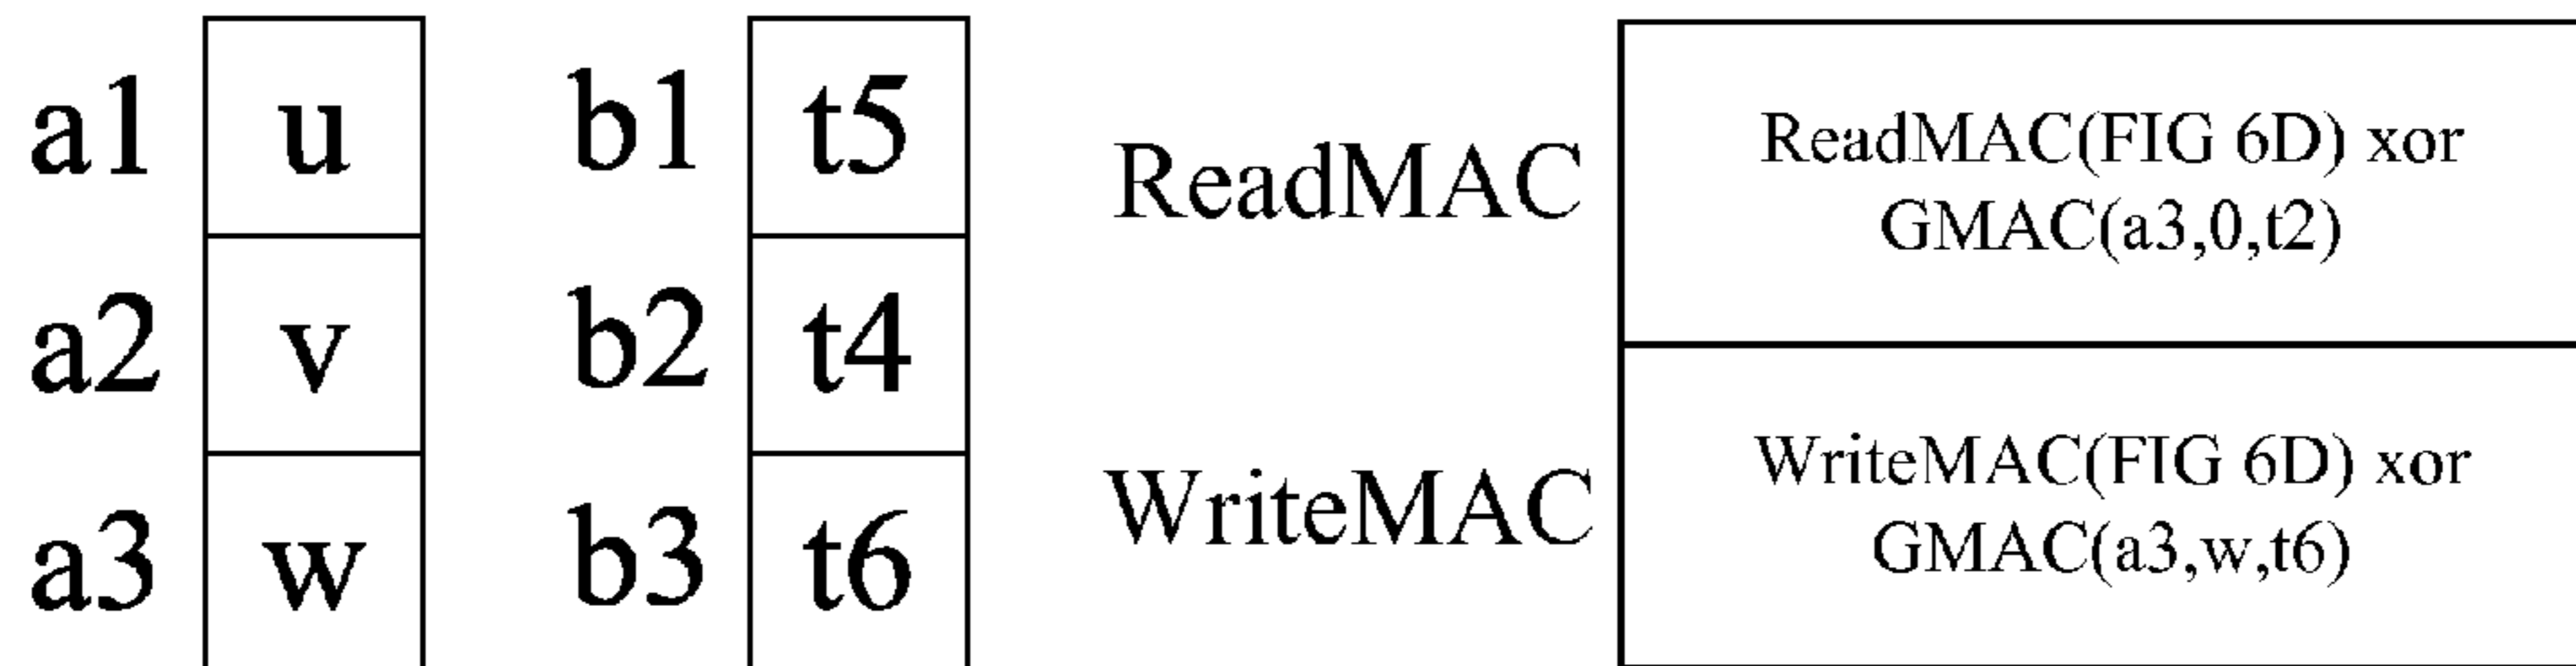 a1 u b1 t5
a2 v b2 t4
a3 w b3 t6
ReadMAC
ReadMAC(FIG 6D) xor
GMAC(a3,0,t2)
WriteMAC
WriteMAC(FIG 6D) xor
GMAC(a3,w,t6)